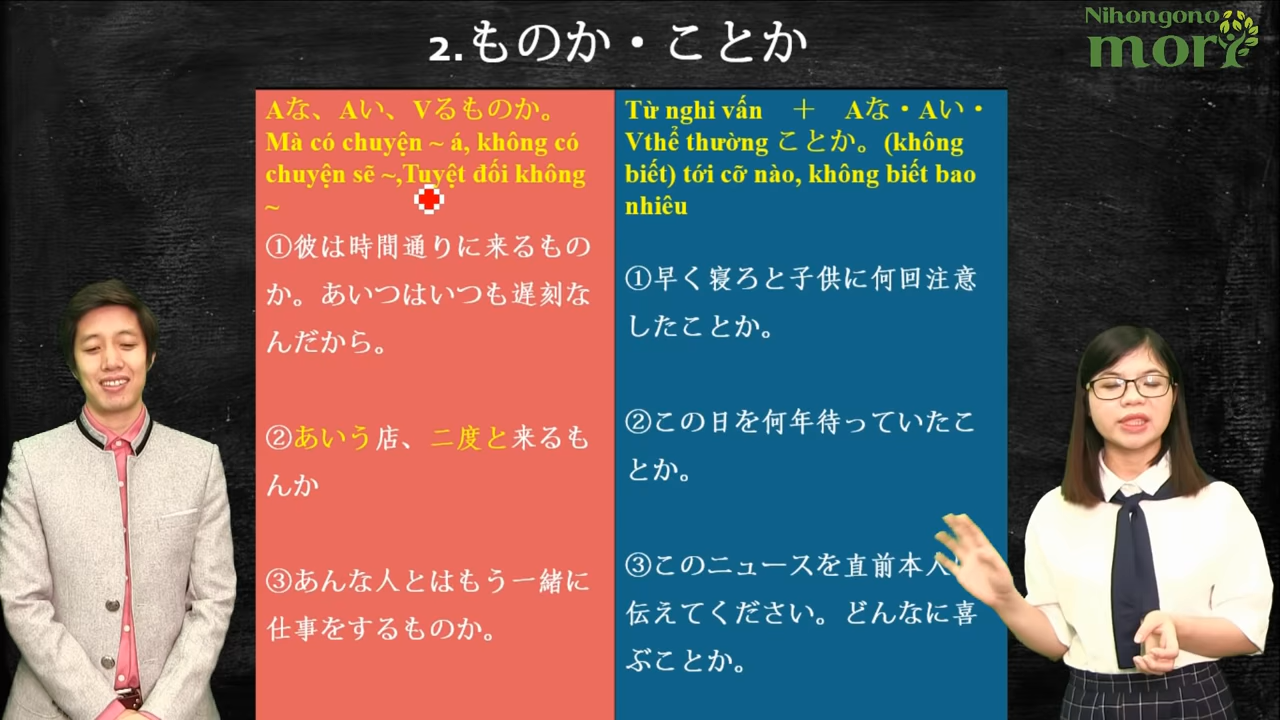 2.ものか・ことか
Nihongono
mori
Aな、Aい、Vるものか。
Mà có chuyện ~ á, không có
chuyện sẽ ~,Tuyệt đối không
~
①彼は時間通りに来るもの
か。あいつはいつも遅刻な
んだから。
②あいう店、二度と来るも
んか
③あんな人とはもう一緒に
仕事をするものか。
Từ nghi vấn ＋ Aな・Aい・
Vthể thường ことか。(không
biết) tới cỡ nào, không biết bao
nhiêu
①早く寝ろと子供に何回注意
したことか。
②この日を何年待っていたこ
とか。
③このニュースを直前本人
伝えてください。どんなに喜
ぶことか。